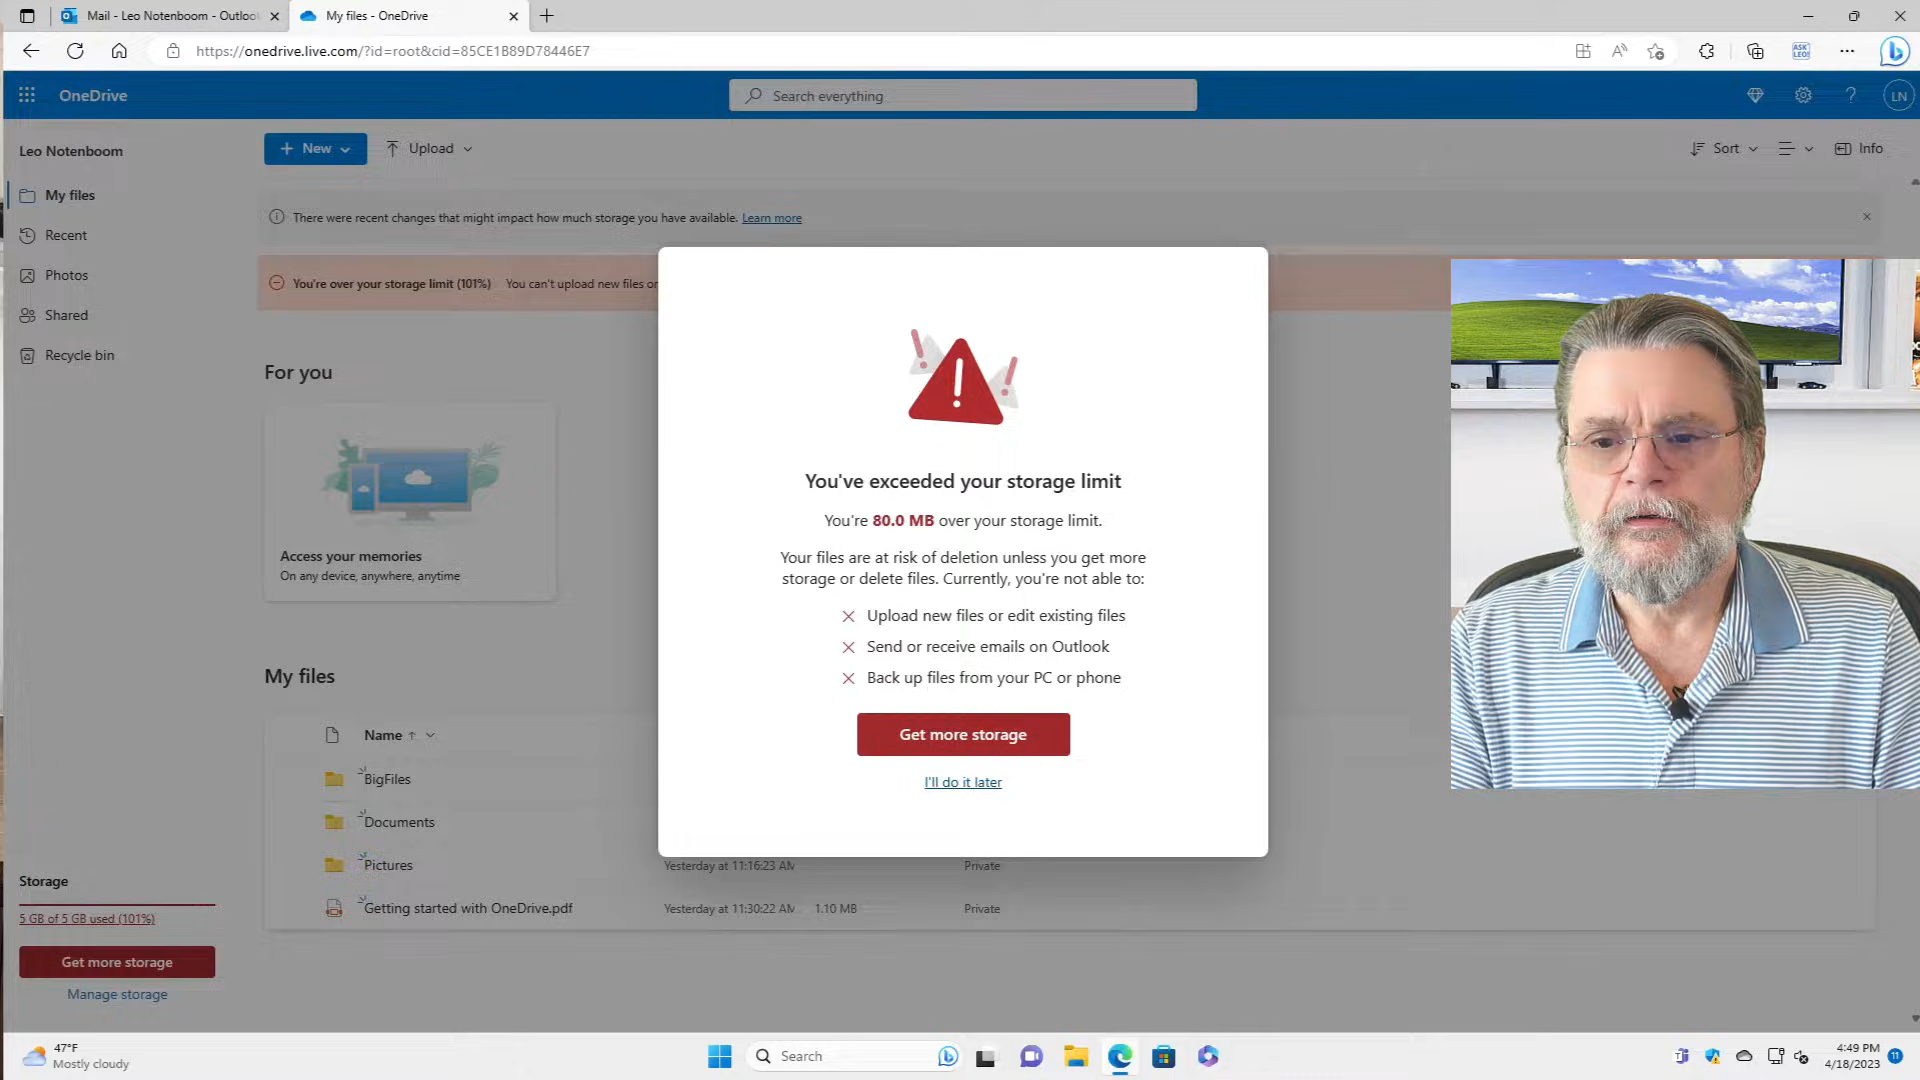 Mail - Leo Notenboom - Outlook
My files - OneDrive
https://onedrive.live.com/?id=root&cid=85CE1B89D78446E7
ASK LEO!
OneDrive
Search everything
LN
Leo Notenboom
New
Upload
Sort
Info
My files
Recent
Photos
Shared
Recycle bin
There were recent changes that might impact how much storage you have available. Learn more
You're over your storage limit (101%) You can't upload new files or
For you
Access your memories
On any device, anywhere, anytime
You've exceeded your storage limit
You're 80.0 MB over your storage limit.
Your files are at risk of deletion unless you get more
storage or delete files. Currently, you're not able to:
Upload new files or edit existing files
Send or receive emails on Outlook
Back up files from your PC or phone
Get more storage
I'll do it later
My files
Name
BigFiles
Documents
Pictures Yesterday at 11:16:23 AM Private
Getting started with OneDrive.pdf Yesterday at 11:30:22 AM 1.10 MB Private
Storage
5 GB of 5 GB used (101%)
Get more storage
Manage storage
47°F
Mostly cloudy
Search
4:49 PM
4/18/2023
11